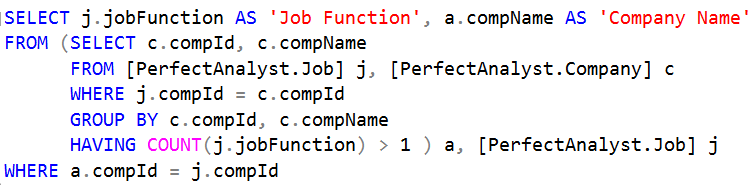 SELECT j.jobFunction AS 'Job Function', a.compName AS 'Company Name'
FROM (SELECT c.compId, c.compName
FROM [PerfectAnalyst.Job] j, [PerfectAnalyst.Company] c
WHERE j.compId = c.compId
GROUP BY c.compId, c.compName
HAVING COUNT(j.jobFunction) > 1 ) a, [PerfectAnalyst.Job] j
WHERE a.compId = j.compId